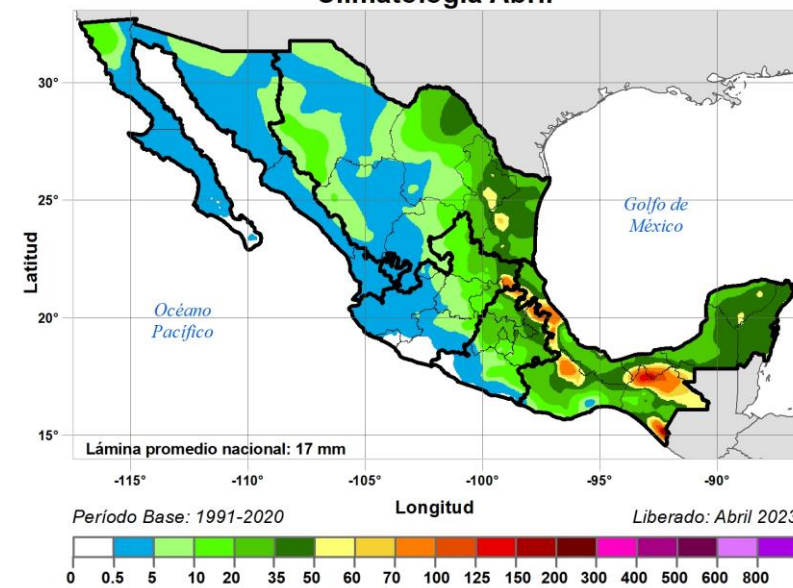 Climatología Abril
30°
25°
20°
15°
Latitud
Golfo de
México
Océano
Pacífico
Lámina promedio nacional: 17 mm
-115° -110° -105° -100° -95° -90°
Longitud
Período Base: 1991-2020 Liberado: Abril 2023
0 0.5 5 10 20 35 50 60 70 100 125 150 200 300 400 500 600 800